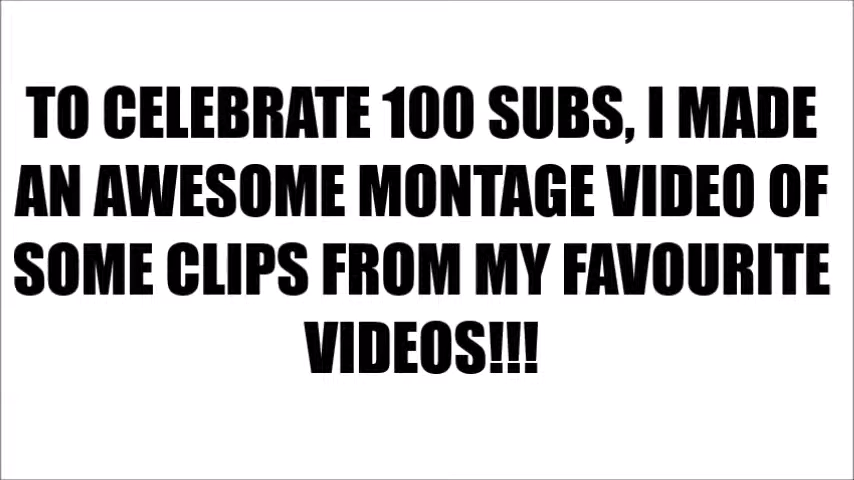 TO CELEBRATE 100 SUBS, I MADE
AN AWESOME MONTAGE VIDEO OF
SOME CLIPS FROM MY FAVOURITE
VIDEOS!!!